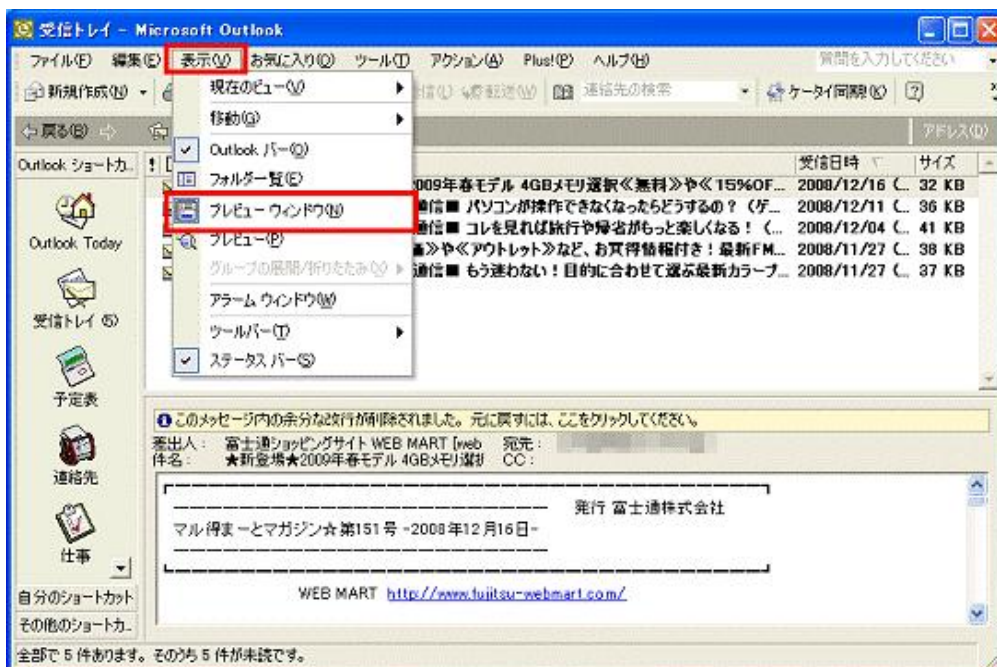 受信トレイ - Microsoft Outlook
ファイル(F) 編集(E) 表示(V) お気に入り(O) ツール(T) アクション(A) Plus!(P) ヘルプ(H) 質問を入力してください
新規作成(N) 転送(W) 連絡先の検索 ケータイ同期(K)
戻る(B) アドレス(D)
Outlook ショートカ...
受信日時 サイズ
現在のビュー(V)
移動(G)
Outlook バー(O)
フォルダ一覧(E)
プレビュー ウィンドウ(N)
プレビュー(P)
グループの展開/折りたたみ(X)
アラーム ウィンドウ(W)
ツールバー(T)
ステータス バー(S)
009年春モデル 4GBメモリ選択≪無料≫や≪15%OF... 2008/12/16 (... 32 KB
通信■ パソコンが操作できなくなったらどうするの？ (ゲ... 2008/12/11 (... 36 KB
通信■ コレを見れば旅行や帰省がもっと楽しくなる！ (... 2008/12/04 (... 41 KB
≫や≪アウトレット≫など、お買得情報付き！最新FM... 2008/11/27 (... 38 KB
通信■ もう迷わない！目的に合わせて選ぶ最新カラープ... 2008/11/27 (... 37 KB
Outlook Today
受信トレイ (5)
予定表
連絡先
仕事
自分のショートカット
その他のショートカ...
このメッセージ内の余分な改行が削除されました。元に戻すには、ここをクリックしてください。
差出人： 富士通ショッピングサイト WEB MART [web 宛先：
件名： ★新登場★2009年春モデル 4GBメモリ選択 CC：
発行 富士通株式会社
マル得まーとマガジン☆第151号 -2008年12月16日-
WEB MART http://www.fujitsu-webmart.com/
全部で 5 件あります。そのうち 5 件が未読です。